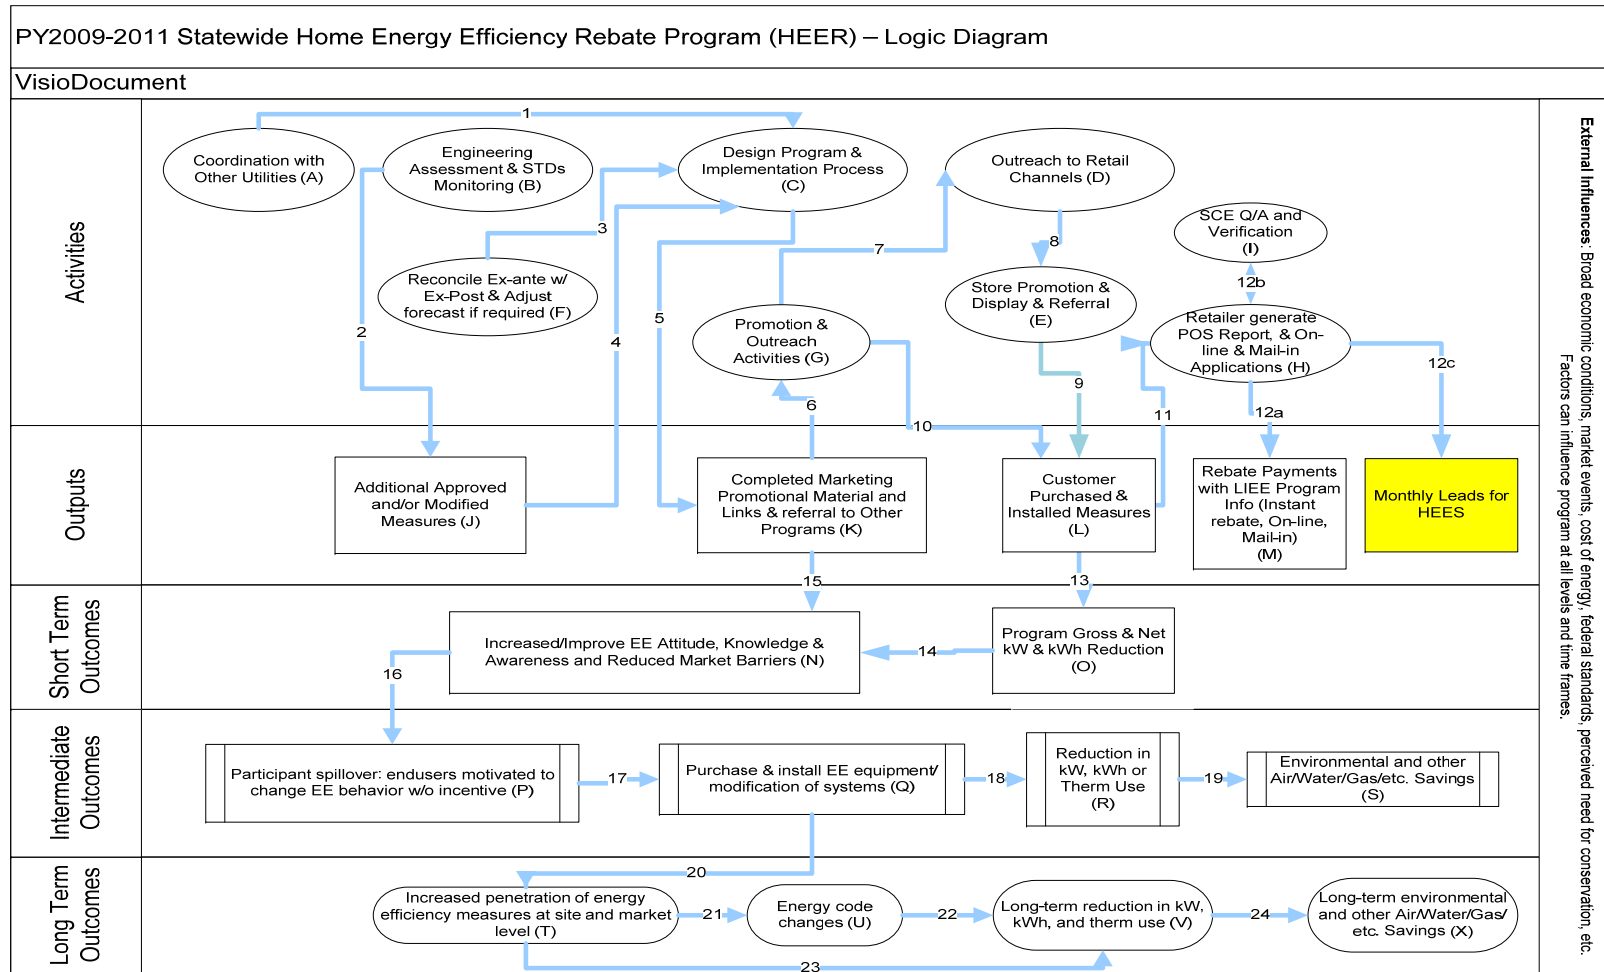 PY2009-2011 Statewide Home Energy Efficiency Rebate Program (HEER) – Logic Diagram
VisioDocument
Activities
1
Coordination with
Other Utilities (A)
Engineering
Assessment & STDs
Monitoring (B)
Design Program &
Implementation Process
(C)
Outreach to Retail
Channels (D)
SCE Q/A and
Verification
(I)
3
7
8
Reconcile Ex-ante w/
Ex-Post & Adjust
forecast if required (F)
Store Promotion &
Display & Referral
(E)
12b
2
4
5
Promotion &
Outreach
Activities (G)
Retailer generate
POS Report, & On-
line & Mail-in
Applications (H)
12c
9
6
10
11
12a
Outputs
Additional Approved
and/or Modified
Measures (J)
Completed Marketing
Promotional Material and
Links & referral to Other
Programs (K)
Customer
Purchased &
Installed Measures
(L)
Rebate Payments
with LIEE Program
Info (Instant
rebate, On-line,
Mail-in)
(M)
Monthly Leads for
HEES
15
13
Short Term
Outcomes
Increased/Improve EE Attitude, Knowledge &
Awareness and Reduced Market Barriers (N)
14
Program Gross & Net
kW & kWh Reduction
(O)
16
Intermediate
Outcomes
Participant spillover: endusers motivated to
change EE behavior w/o incentive (P)
17
Purchase & install EE equipment/
modification of systems (Q)
18
Reduction in
kW, kWh or
Therm Use
(R)
19
Environmental and other
Air/Water/Gas/etc. Savings
(S)
Long Term
Outcomes
20
Increased penetration of energy
efficiency measures at site and market
level (T)
21
Energy code
changes (U)
22
Long-term reduction in kW,
kWh, and therm use (V)
24
Long-term environmental
and other Air/Water/Gas/
etc. Savings (X)
23
External Influences: Broad economic conditions, market events, cost of energy, federal standards, perceived need for conservation, etc.
Factors can influence program at all levels and time frames.